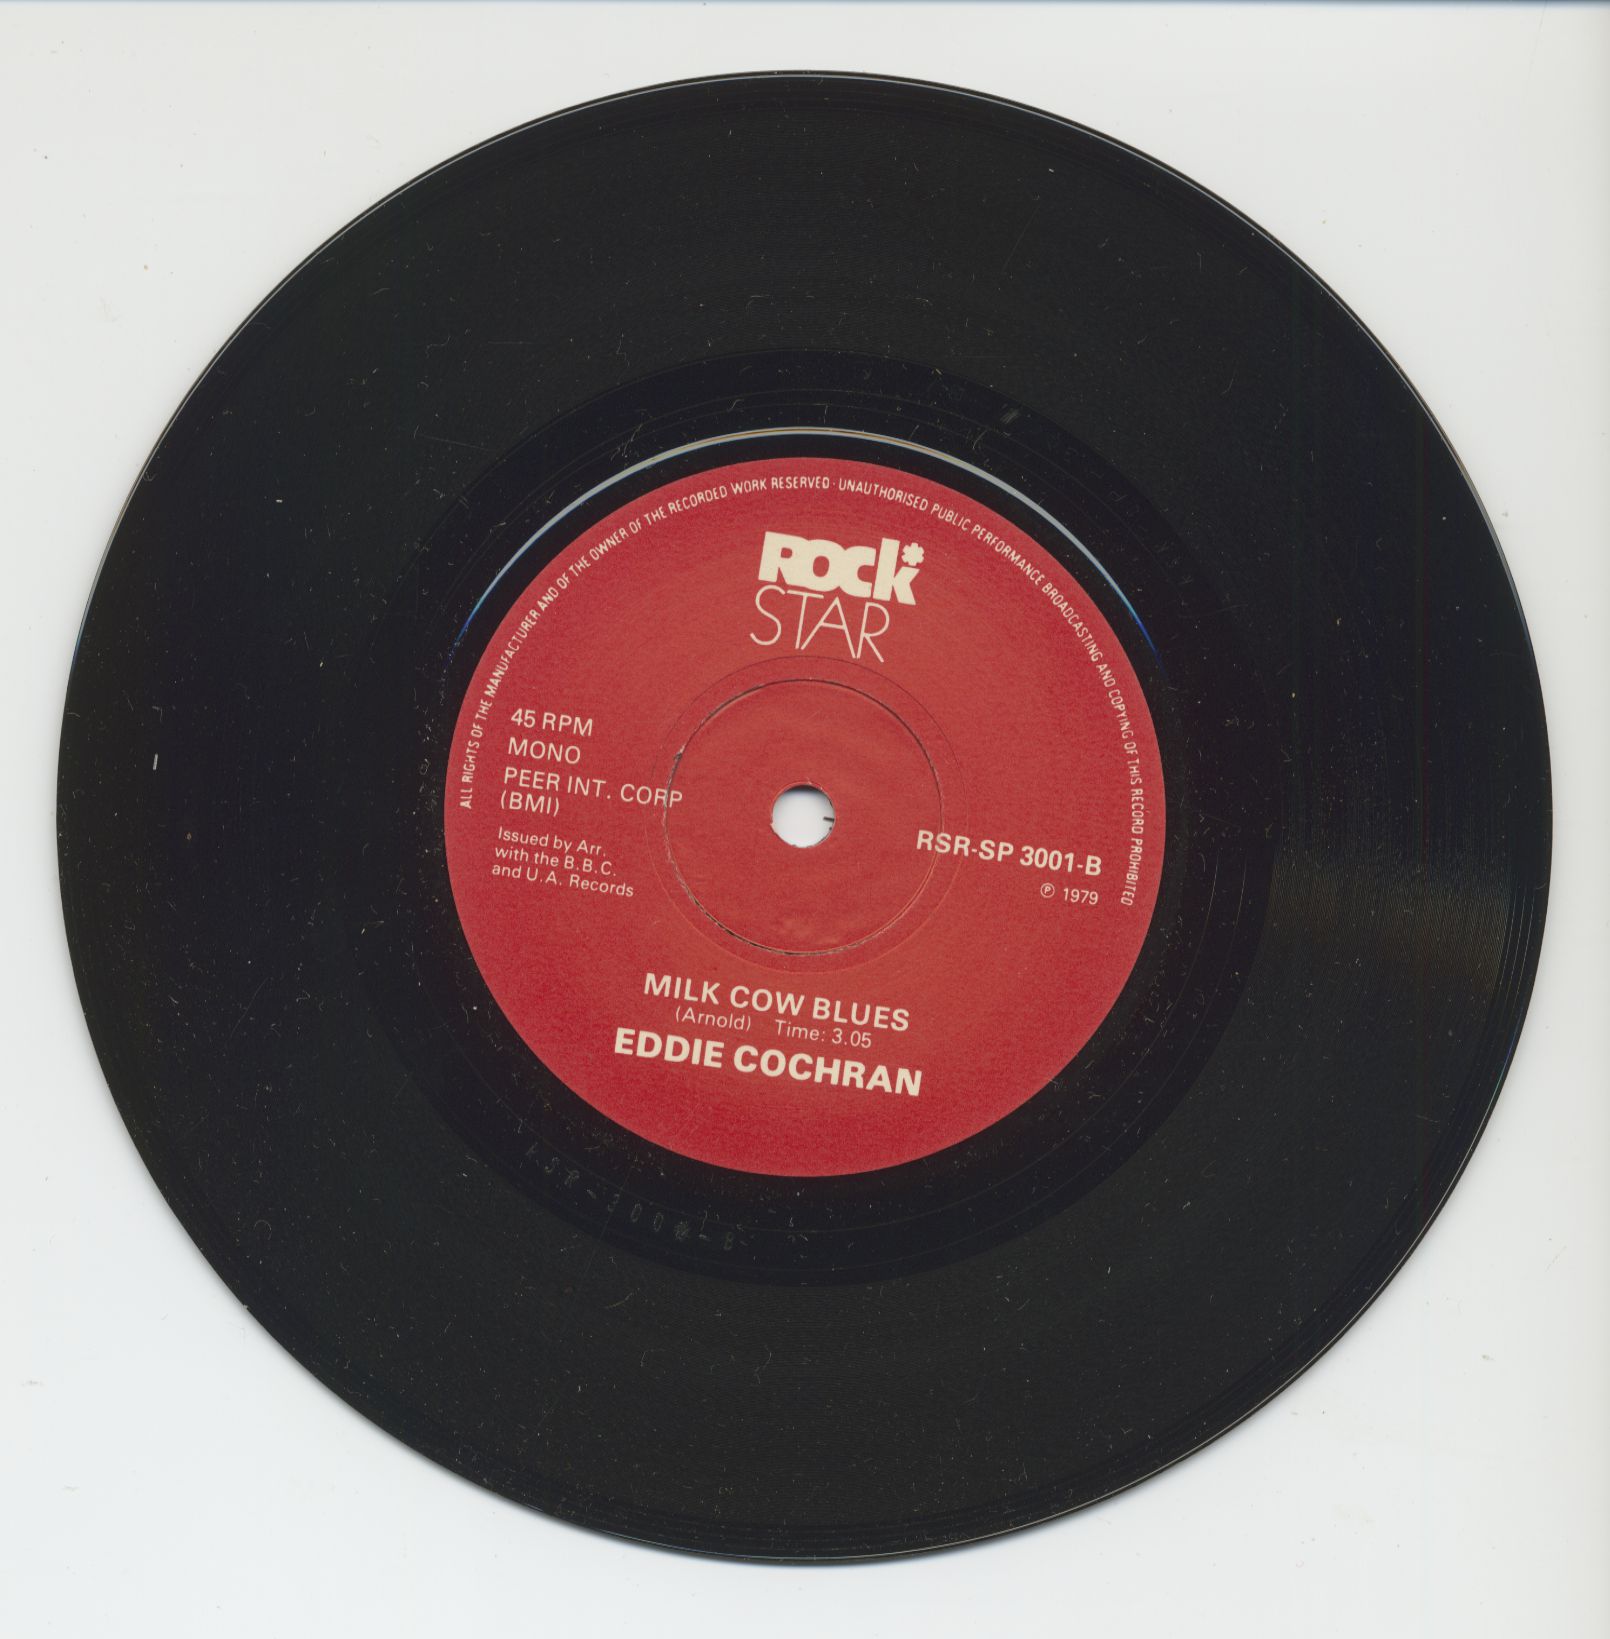 ALL RIGHTS OF THE MANUFACTURER AND OF THE OWNER OF THE RECORDED WORK RESERVED · UNAUTHORISED PUBLIC PERFORMANCE BROADCASTING AND COPYING OF THIS RECORD PROHIBITED
ROCK
STAR
45 RPM
MONO
PEER INT. CORP
(BMI)
Issued by Arr.
with the B.B.C.
and U.A. Records
RSR-SP 3001-B
℗ 1979
MILK COW BLUES
(Arnold) Time: 3.05
EDDIE COCHRAN